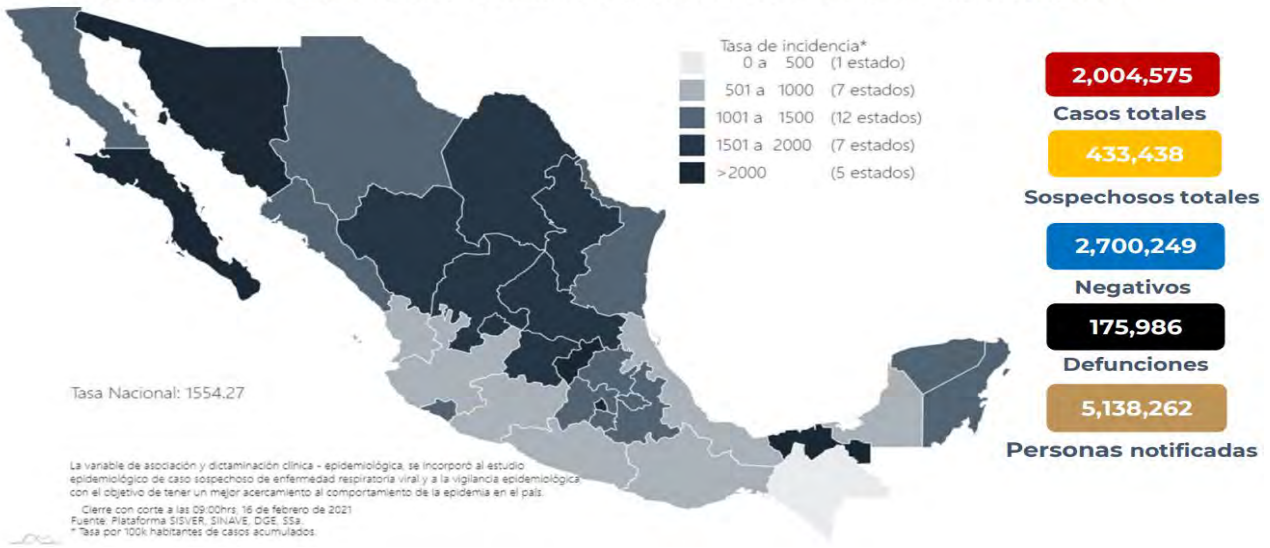 Tasa de incidencia*
0 a 500 (1 estado)
501 a 1000 (7 estados)
1001 a 1500 (12 estados)
1501 a 2000 (7 estados)
>2000 (5 estados)
2,004,575
Casos totales
433,438
Sospechosos totales
2,700,249
Negativos
175,986
Defunciones
5,138,262
Personas notificadas
Tasa Nacional: 1554.27
La variable de asociación y dictaminación clínica - epidemiológica, se incorporó al estudio
epidemiológico de caso sospechoso de enfermedad respiratoria viral y a la vigilancia epidemiológica
con el objetivo de tener un mejor acercamiento al comportamiento de la epidemia en el país.
Cierre con corte a las 09:00hrs, 16 de febrero de 2021
Fuente: Plataforma SISVER, SINAVE, DGE, SSa.
* Tasa por 100k habitantes de casos acumulados.